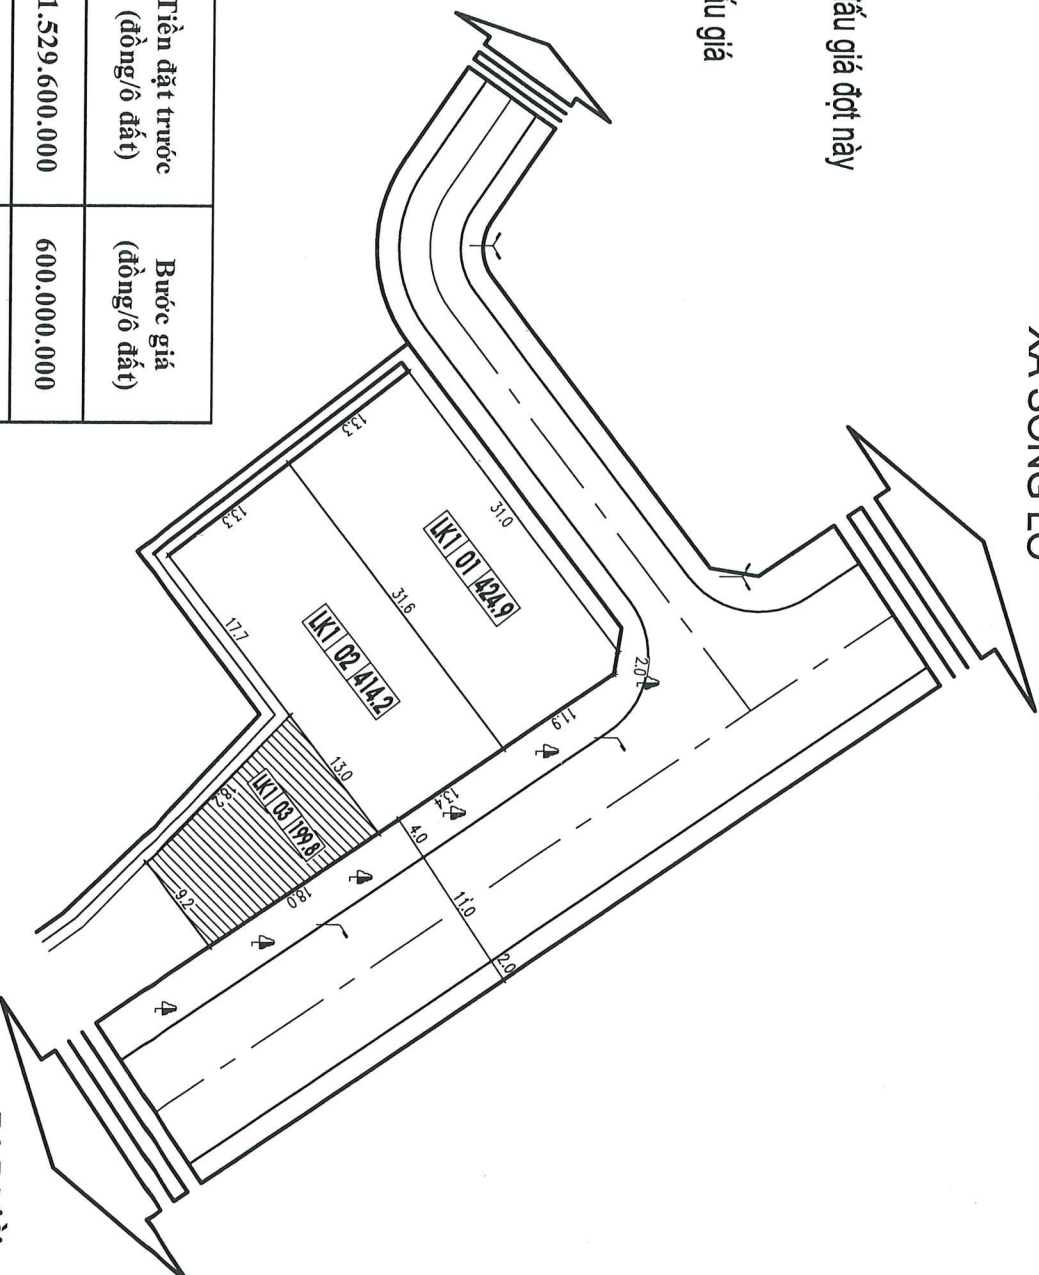 XÃ SÔNG LÔ
đấu giá đợt này
đấu giá
Tiền đặt trước
(đồng/ô đất)
Bước giá
(đồng/ô đất)
1.529.600.000
600.000.000
31.0
13.3
LK1 01 424.9
2.0
11.9
31.6
13.3
LK1 02 414.2
17.7
13.4
13.0
4.0
11.0
2.0
LK1 03 199.8
18.2
18.0
9.2